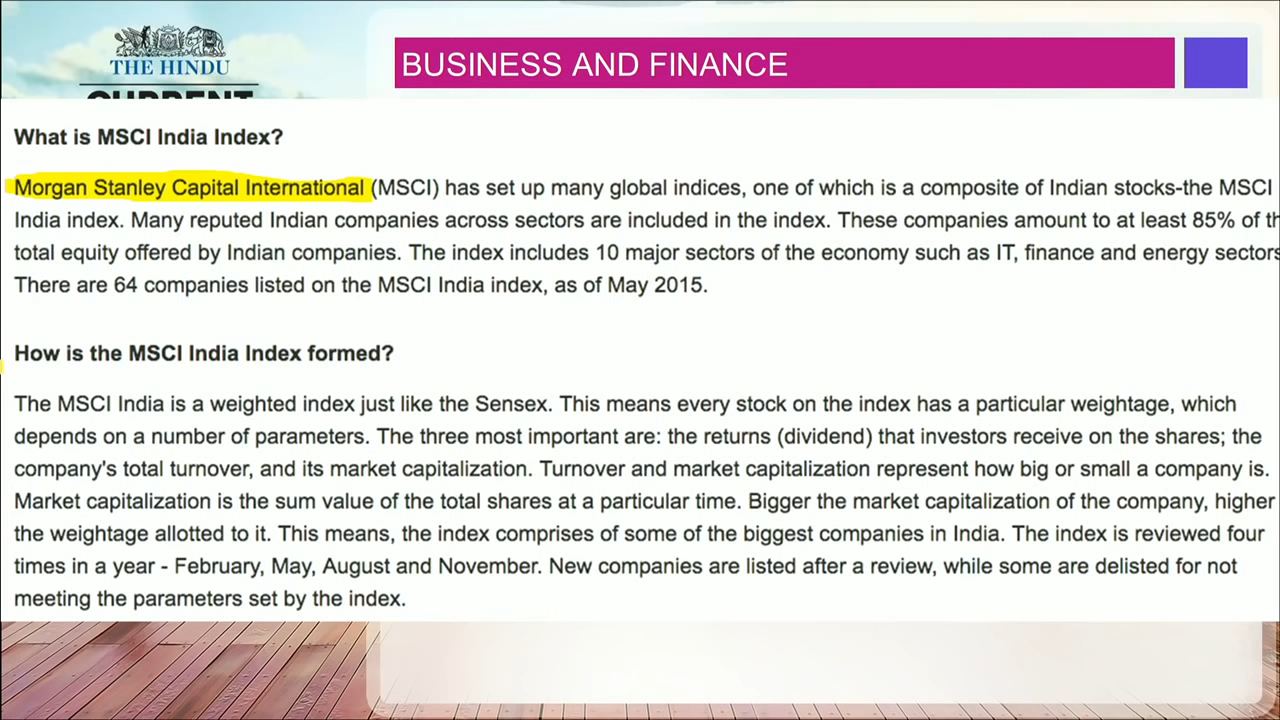 THE HINDU
CURRENT
BUSINESS AND FINANCE
What is MSCI India Index?
Morgan Stanley Capital International (MSCI) has set up many global indices, one of which is a composite of Indian stocks-the MSCI
India index. Many reputed Indian companies across sectors are included in the index. These companies amount to at least 85% of
total equity offered by Indian companies. The index includes 10 major sectors of the economy such as IT, finance and energy sectors
There are 64 companies listed on the MSCI India index, as of May 2015.
How is the MSCI India Index formed?
The MSCI India is a weighted index just like the Sensex. This means every stock on the index has a particular weightage, which
depends on a number of parameters. The three most important are: the returns (dividend) that investors receive on the shares; the
company's total turnover, and its market capitalization. Turnover and market capitalization represent how big or small a company is.
Market capitalization is the sum value of the total shares at a particular time. Bigger the market capitalization of the company, higher
the weightage allotted to it. This means, the index comprises of some of the biggest companies in India. The index is reviewed four
times in a year - February, May, August and November. New companies are listed after a review, while some are delisted for not
meeting the parameters set by the index.